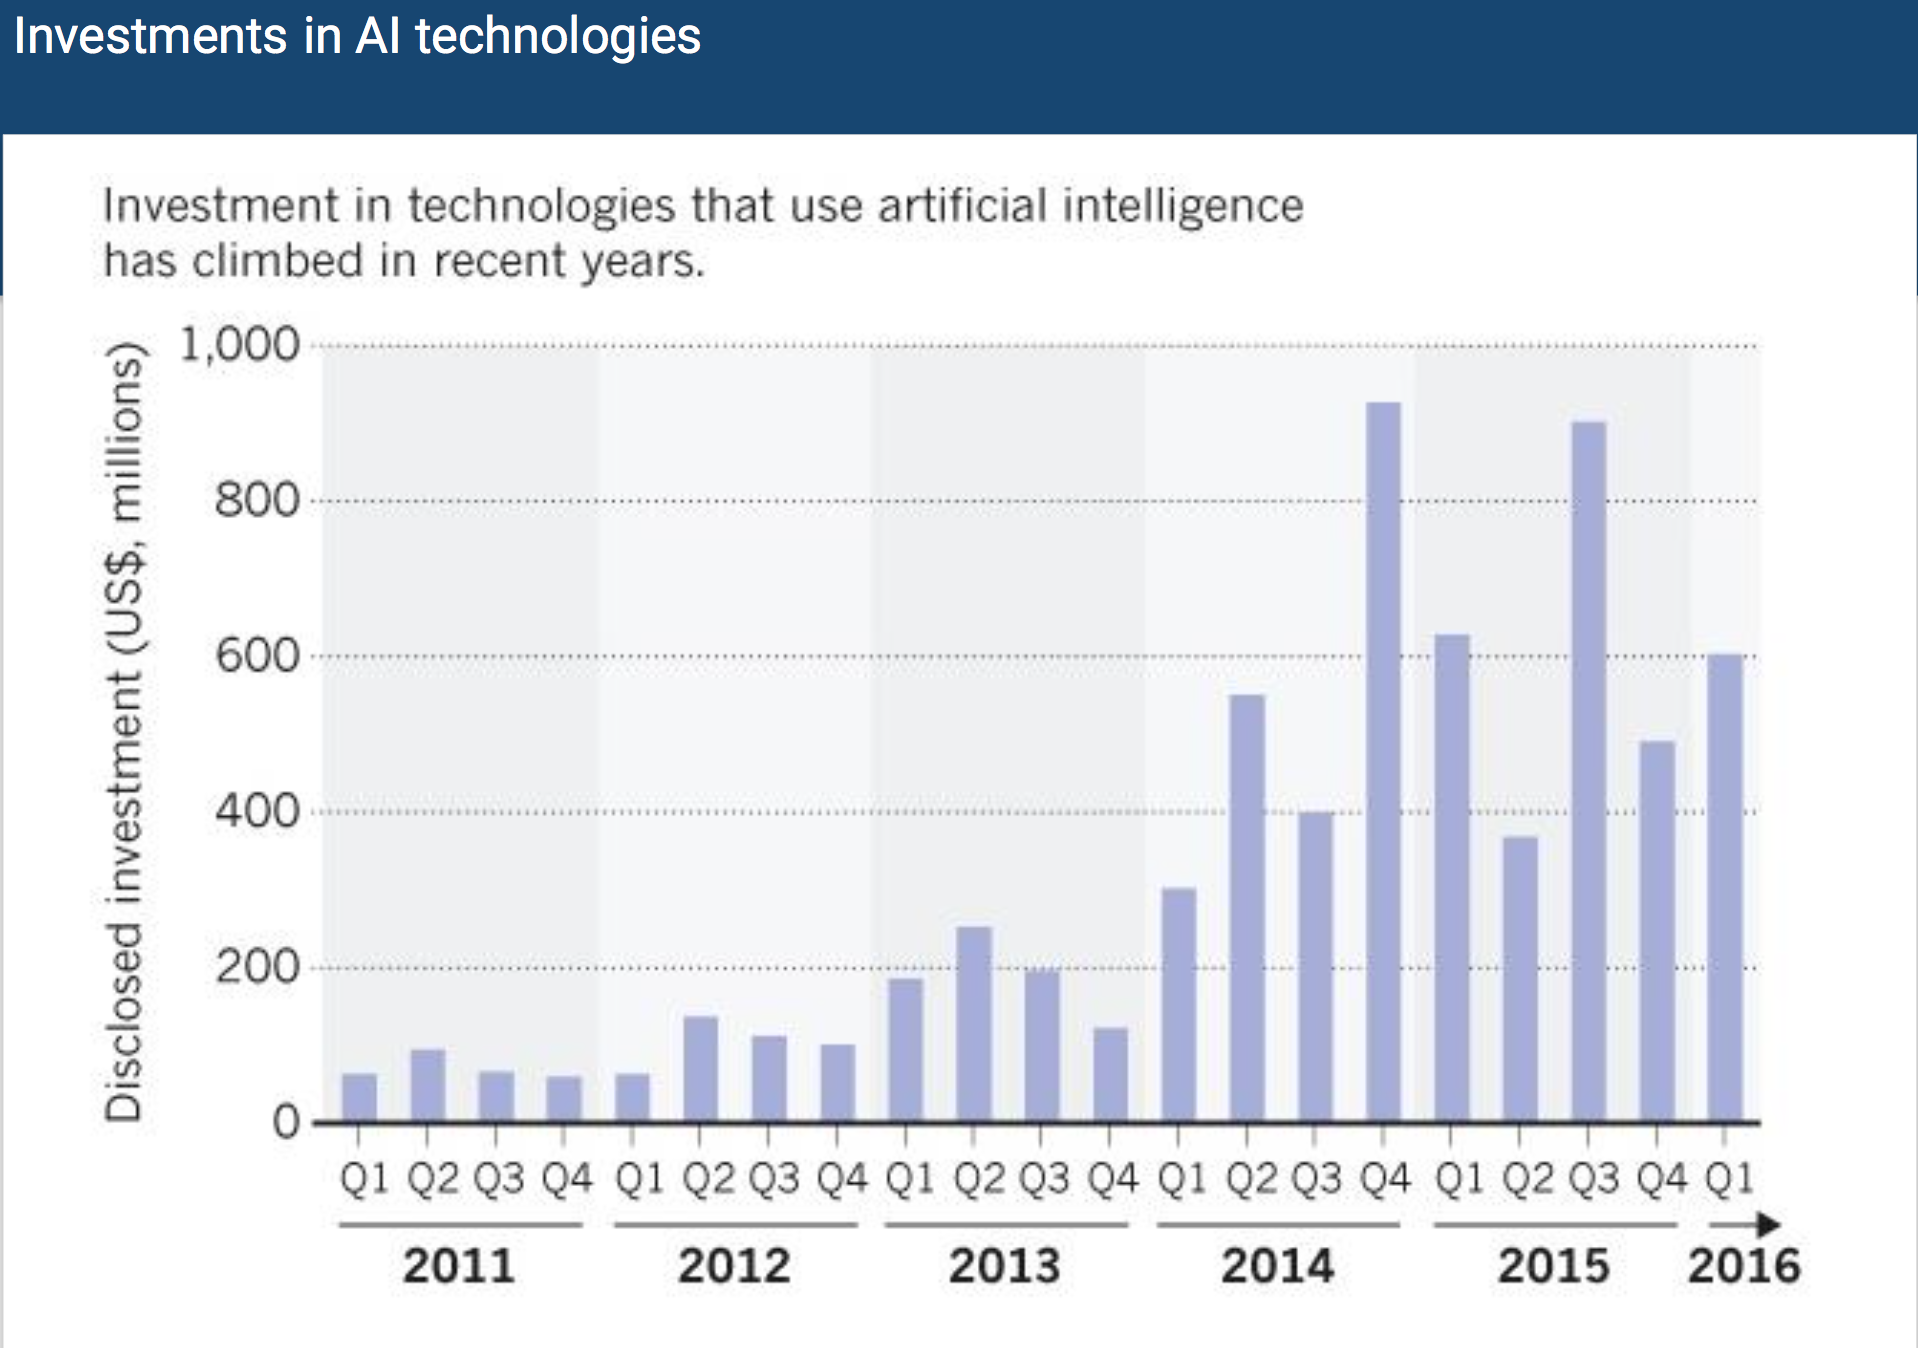 Investments in AI technologies
Investment in technologies that use artificial intelligence
has climbed in recent years.
Disclosed investment (US$, millions)
1,000
800
600
400
200
0
Q1 Q2 Q3 Q4 Q1 Q2 Q3 Q4 Q1 Q2 Q3 Q4 Q1 Q2 Q3 Q4 Q1 Q2 Q3 Q4 Q1
2011 2012 2013 2014 2015 2016